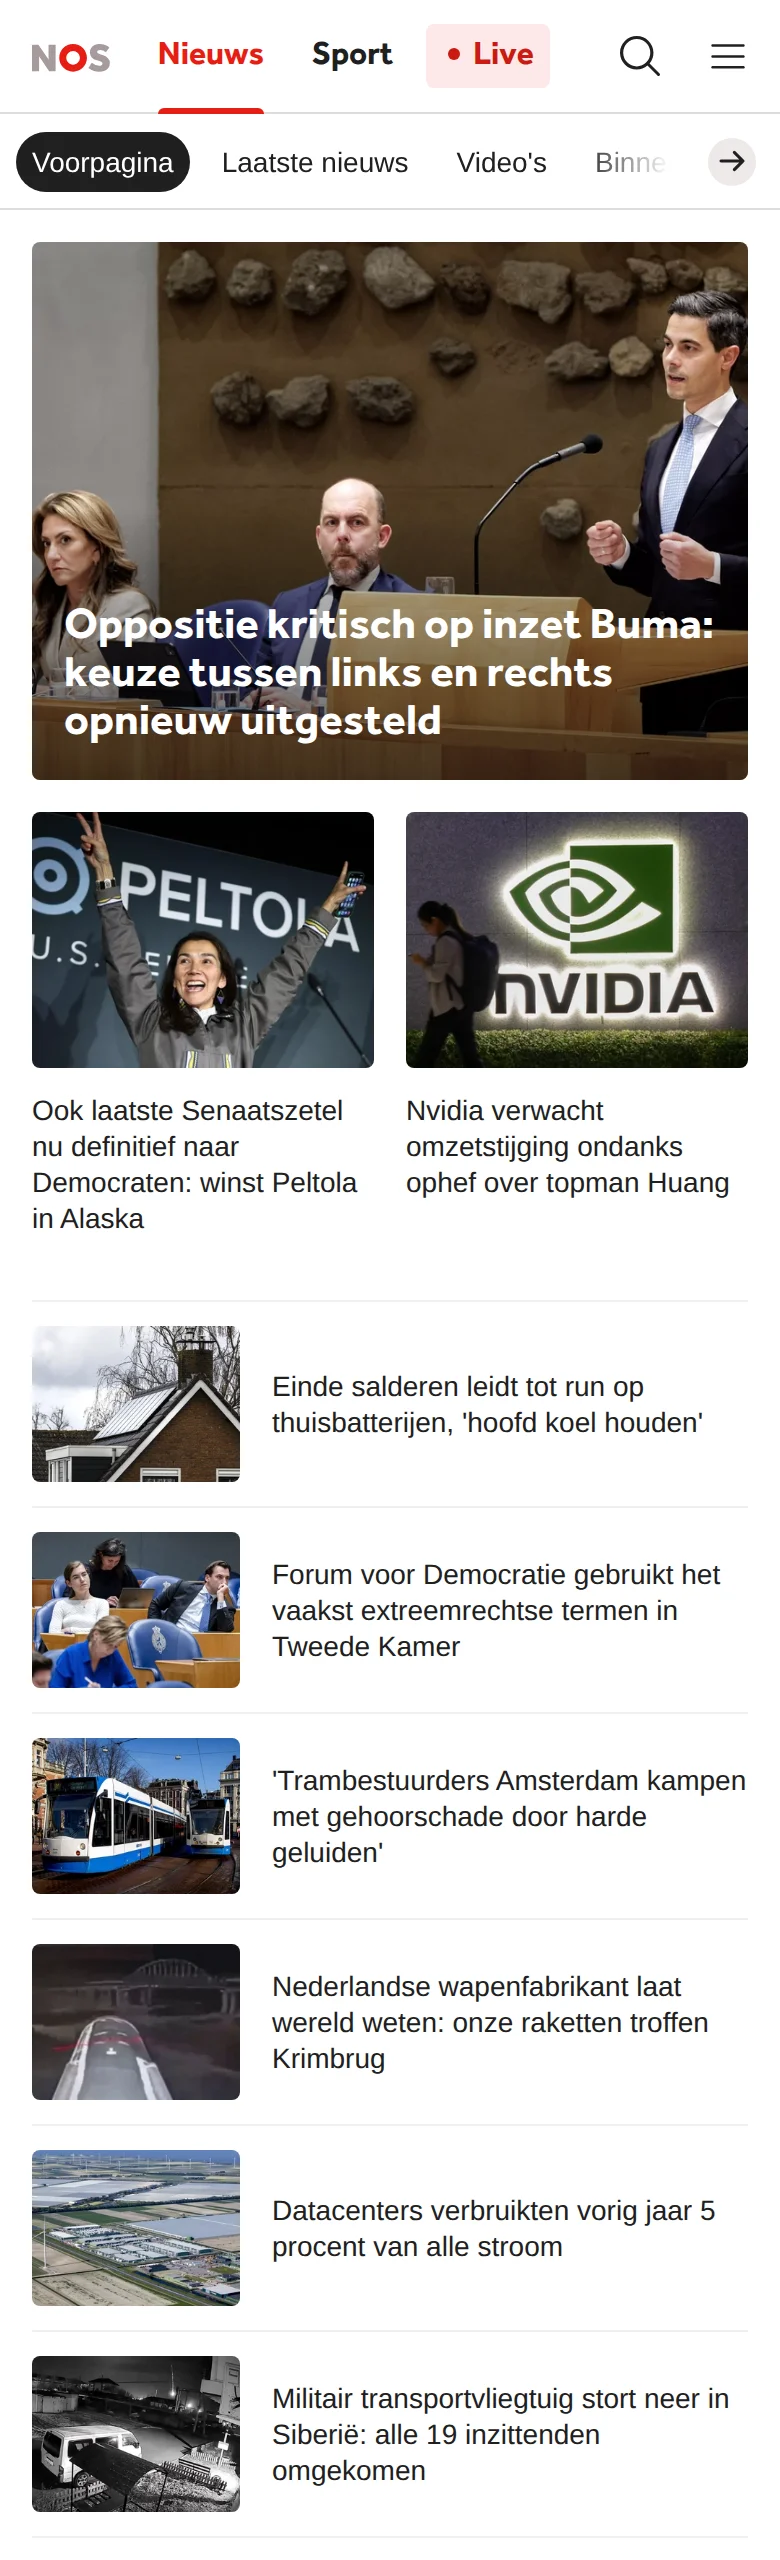 NOS Nieuws Sport Live
Voorpagina Laatste nieuws Video's Binne
Oppositie kritisch op inzet Buma:
keuze tussen links en rechts
opnieuw uitgesteld
PELTOLA
U.S.
NVIDIA
Ook laatste Senaatszetel
nu definitief naar
Democraten: winst Peltola
in Alaska
Nvidia verwacht
omzetstijging ondanks
ophef over topman Huang
Einde salderen leidt tot run op
thuisbatterijen, 'hoofd koel houden'
Forum voor Democratie gebruikt het
vaakst extreemrechtse termen in
Tweede Kamer
'Trambestuurders Amsterdam kampen
met gehoorschade door harde
geluiden'
Nederlandse wapenfabrikant laat
wereld weten: onze raketten troffen
Krimbrug
Datacenters verbruikten vorig jaar 5
procent van alle stroom
Militair transportvliegtuig stort neer in
Siberië: alle 19 inzittenden
omgekomen